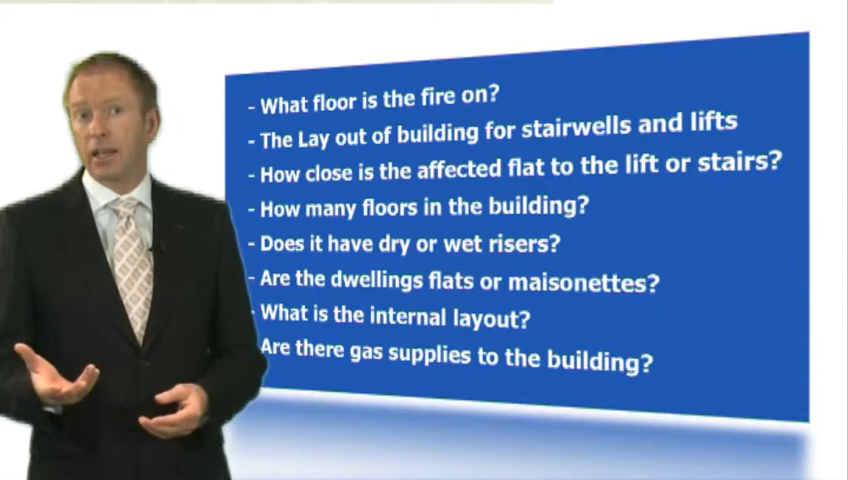 - What floor is the fire on?
- The Lay out of building for stairwells and lifts
- How close is the affected flat to the lift or stairs?
- How many floors in the building?
- Does it have dry or wet risers?
- Are the dwellings flats or maisonettes?
- What is the internal layout?
Are there gas supplies to the building?